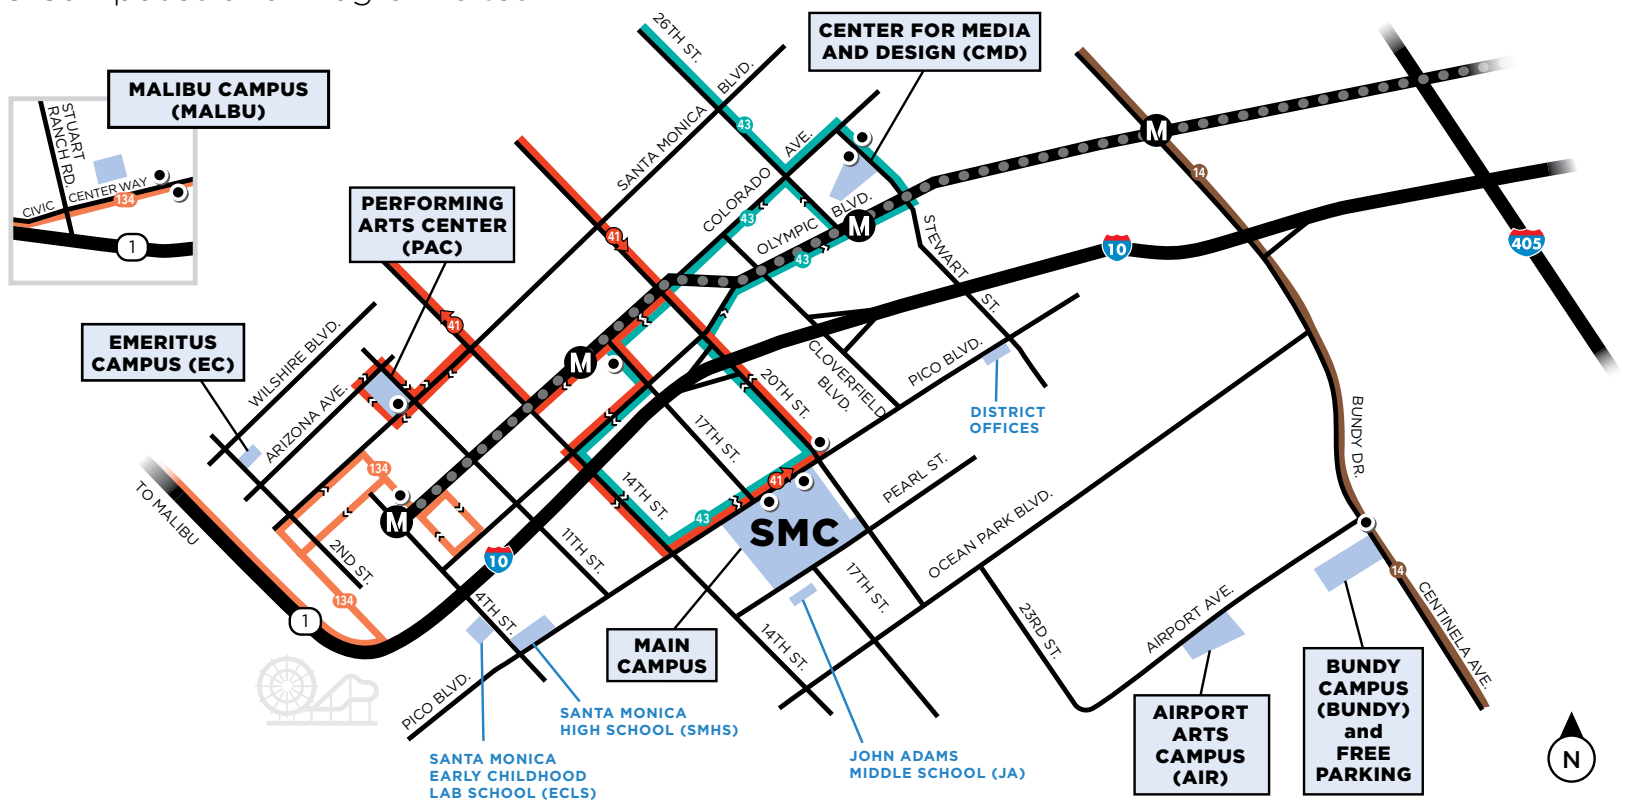 MALIBU CAMPUS
(MALBU)
STUART
RANCH RD.
CIVIC CENTER WAY
134
1
26TH ST.
SANTA MONICA BLVD.
43
CENTER FOR MEDIA
AND DESIGN (CMD)
COLORADO AVE.
43
OLYMPIC BLVD.
43
M
M
14
10
405
STEWART ST.
PERFORMING
ARTS CENTER
(PAC)
41
41
EMERITUS
CAMPUS (EC)
WILSHIRE BLVD.
ARIZONA AVE.
M
CLOVERFIELD
BLVD.
PICO BLVD.
DISTRICT
OFFICES
20TH ST.
17TH ST.
14TH ST.
41
43
SMC
PEARL ST.
OCEAN PARK BLVD.
BUNDY DR.
TO MALIBU
134
M
2ND ST.
134
1
10
11TH ST.
4TH ST.
17TH ST.
14TH ST.
23RD ST.
AIRPORT AVE.
14
CENTINELA AVE.
MAIN
CAMPUS
PICO BLVD.
SANTA MONICA
HIGH SCHOOL (SMHS)
SANTA MONICA
EARLY CHILDHOOD
LAB SCHOOL (ECLS)
JOHN ADAMS
MIDDLE SCHOOL (JA)
AIRPORT
ARTS
CAMPUS
(AIR)
BUNDY
CAMPUS
(BUNDY)
and
FREE
PARKING
N